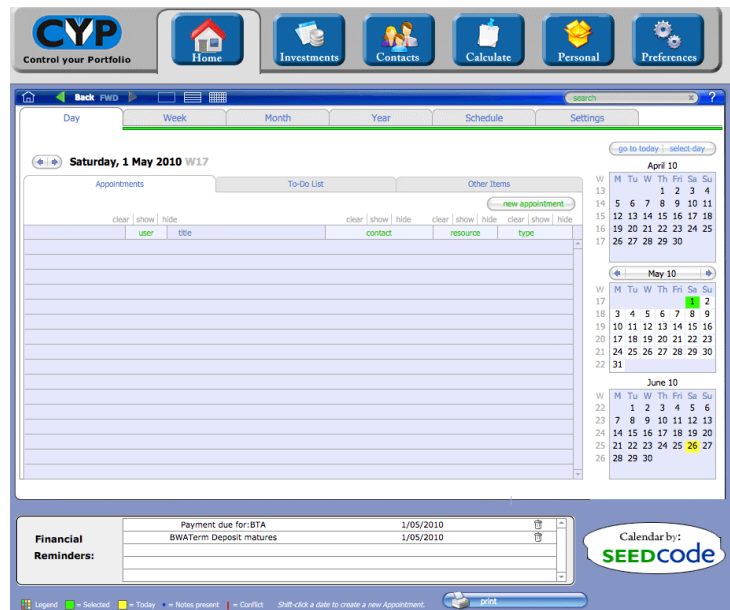 CYP
Control your Portfolio
Home
Investments
Contacts
Calculate
Personal
Preferences
Back FWD
search
?
Day Week Month Year Schedule Settings
go to today select day
Saturday, 1 May 2010 W17
Appointments To-Do List Other Items
new appointment
clear show hide clear show hide clear show hide clear show hide
user title contact resource type
April 10
W M Tu W Th Fri Sa Su
13 1 2 3 4
14 5 6 7 8 9 10 11
15 12 13 14 15 16 17 18
16 19 20 21 22 23 24 25
17 26 27 28 29 30
May 10
W M Tu W Th Fri Sa Su
17 1 2
18 3 4 5 6 7 8 9
19 10 11 12 13 14 15 16
20 17 18 19 20 21 22 23
21 24 25 26 27 28 29 30
22 31
June 10
W M Tu W Th Fri Sa Su
22 1 2 3 4 5 6
23 7 8 9 10 11 12 13
24 14 15 16 17 18 19 20
25 21 22 23 24 25 26 27
26 28 29 30
Financial
Reminders:
Payment due for:BTA 1/05/2010
BWATerm Deposit matures 1/05/2010
Calendar by:
SEEDCode
Legend = Selected = Today = Notes present = Conflict Shift-click a date to create a new Appointment.
print